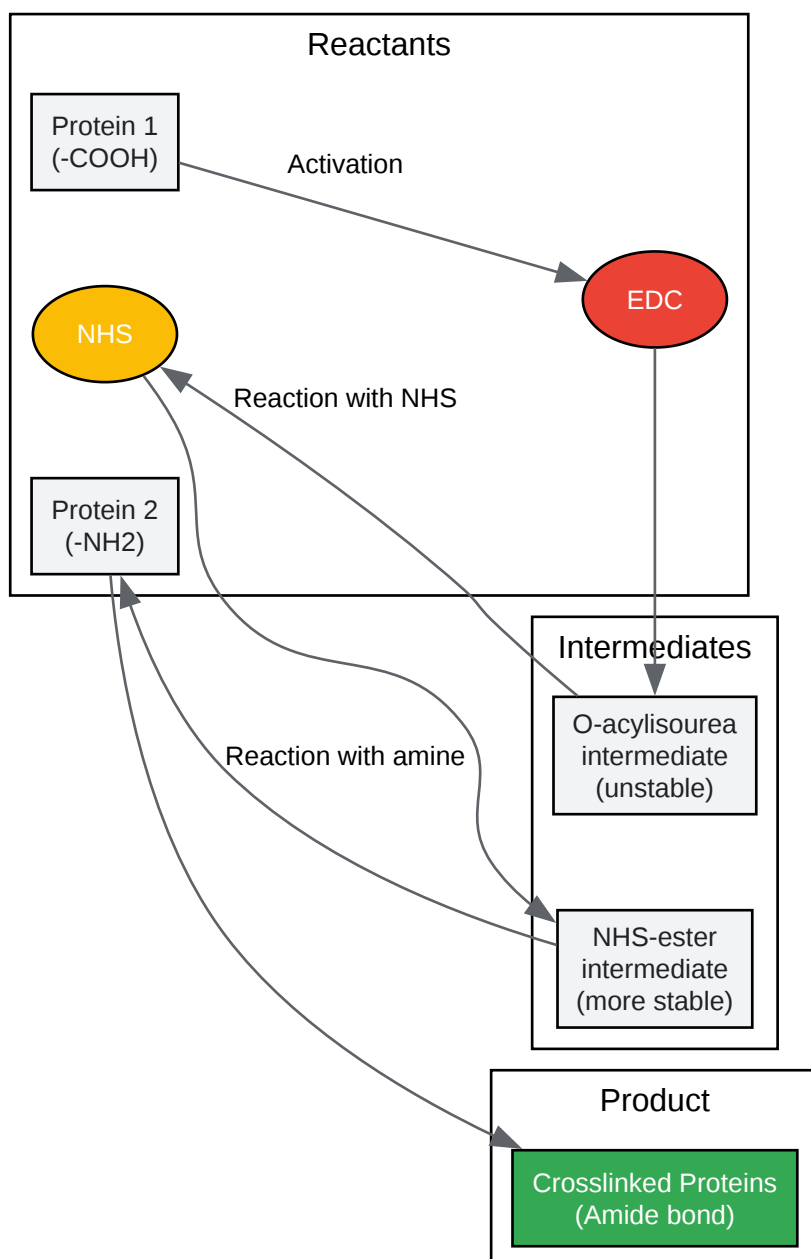 Reactants
Protein 1
(-COOH)
Activation
EDC
NHS
Reaction with NHS
Protein 2
(-NH2)
Intermediates
O-acylisourea
intermediate
(unstable)
Reaction with amine
NHS-ester
intermediate
(more stable)
Product
Crosslinked Proteins
(Amide bond)